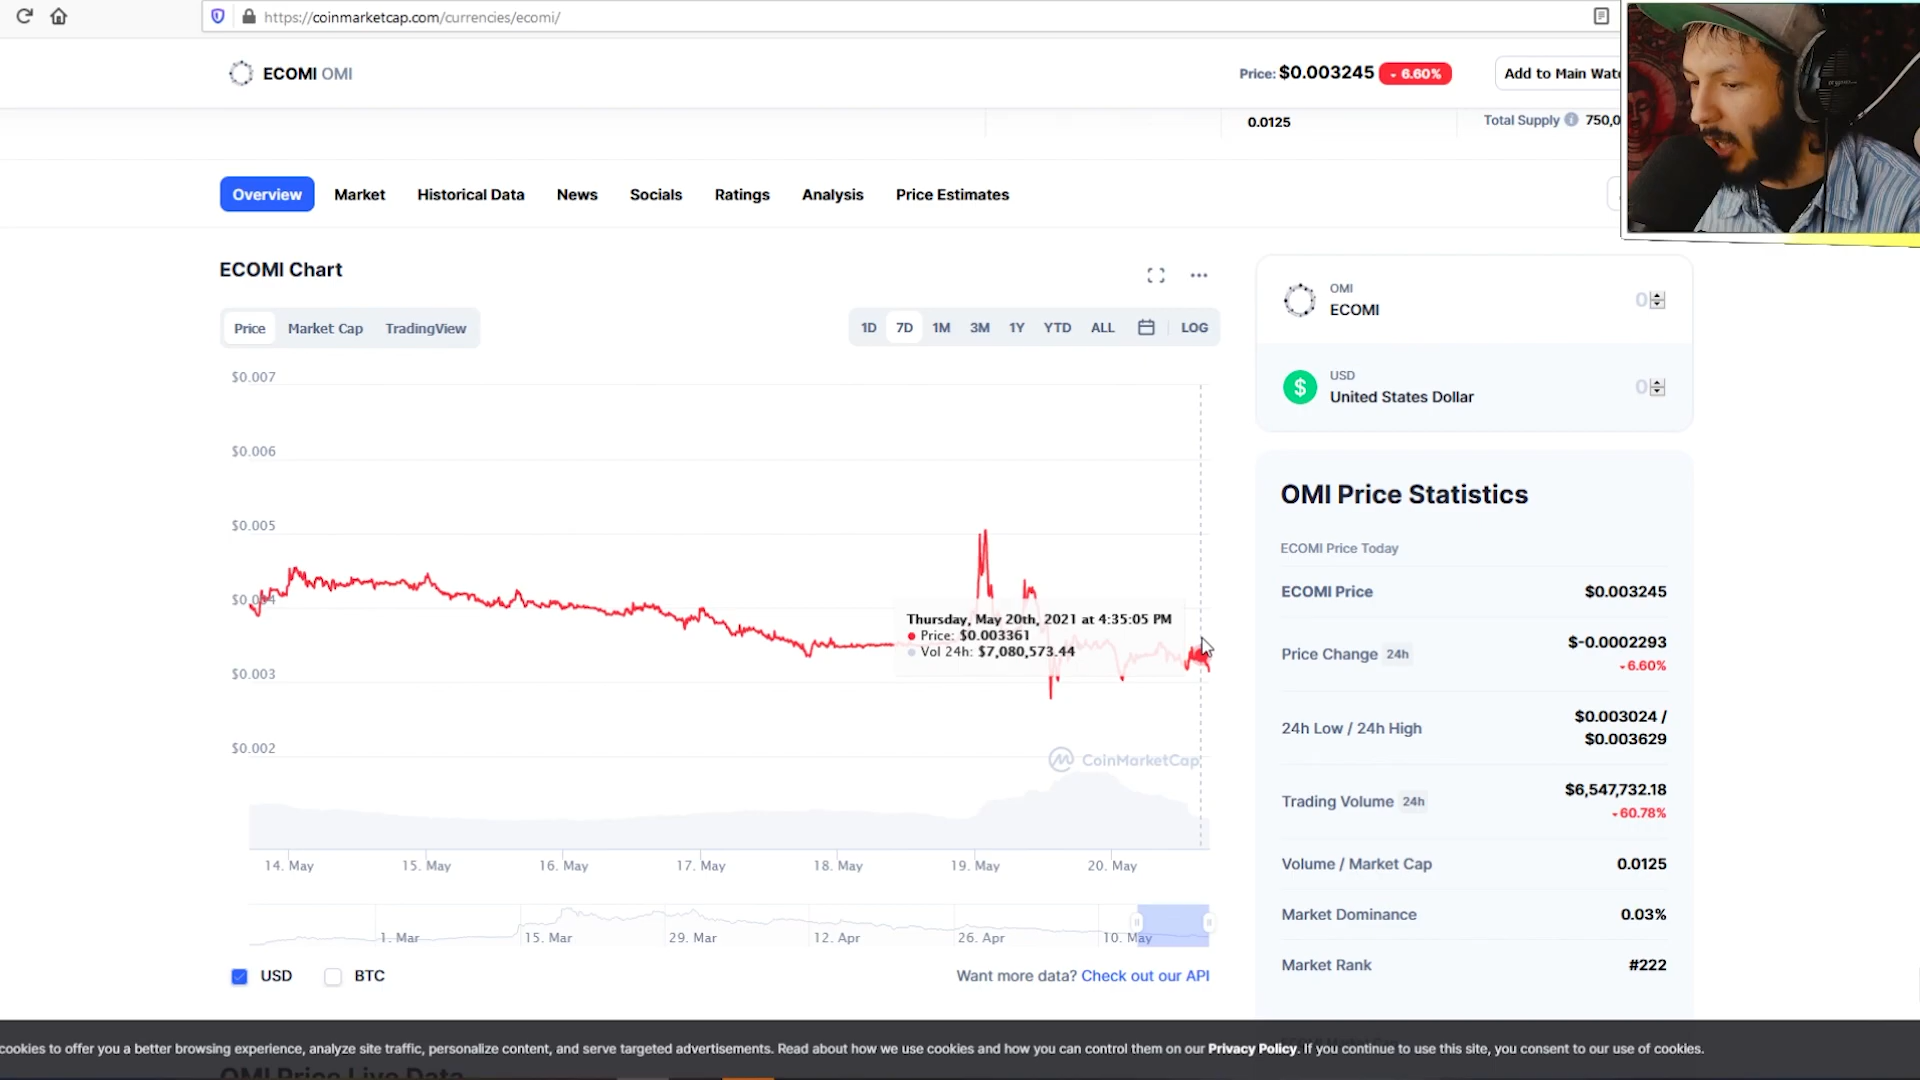 https://coinmarketcap.com/currencies/ecomi/
ECOMI OMI
Price: $0.003245 6.60%
Add to Main Wat
0.0125
Total Supply 750,0
Overview Market Historical Data News Socials Ratings Analysis Price Estimates
ECOMI Chart
Price Market Cap TradingView
1D 7D 1M 3M 1Y YTD ALL LOG
$0.007
$0.006
$0.005
$0.004
$0.003
$0.002
Thursday, May 20th, 2021 at 4:35:05 PM
Price: $0.003361
Vol 24h: $7,080,573.44
CoinMarketCap
14. May 15. May 16. May 17. May 18. May 19. May 20. May
1. Mar 15. Mar 29. Mar 12. Apr 26. Apr 10. May
USD BTC
Want more data? Check out our API
OMI
ECOMI
0
USD
United States Dollar
0
OMI Price Statistics
ECOMI Price Today
ECOMI Price $0.003245
Price Change 24h $-0.0002293
6.60%
24h Low / 24h High $0.003024 /
$0.003629
Trading Volume 24h $6,547,732.18
60.78%
Volume / Market Cap 0.0125
Market Dominance 0.03%
Market Rank #222
cookies to offer you a better browsing experience, analyze site traffic, personalize content, and serve targeted advertisements. Read about how we use cookies and how you can control them on our Privacy Policy. If you continue to use this site, you consent to our use of cookies.
OMI Price Live Data